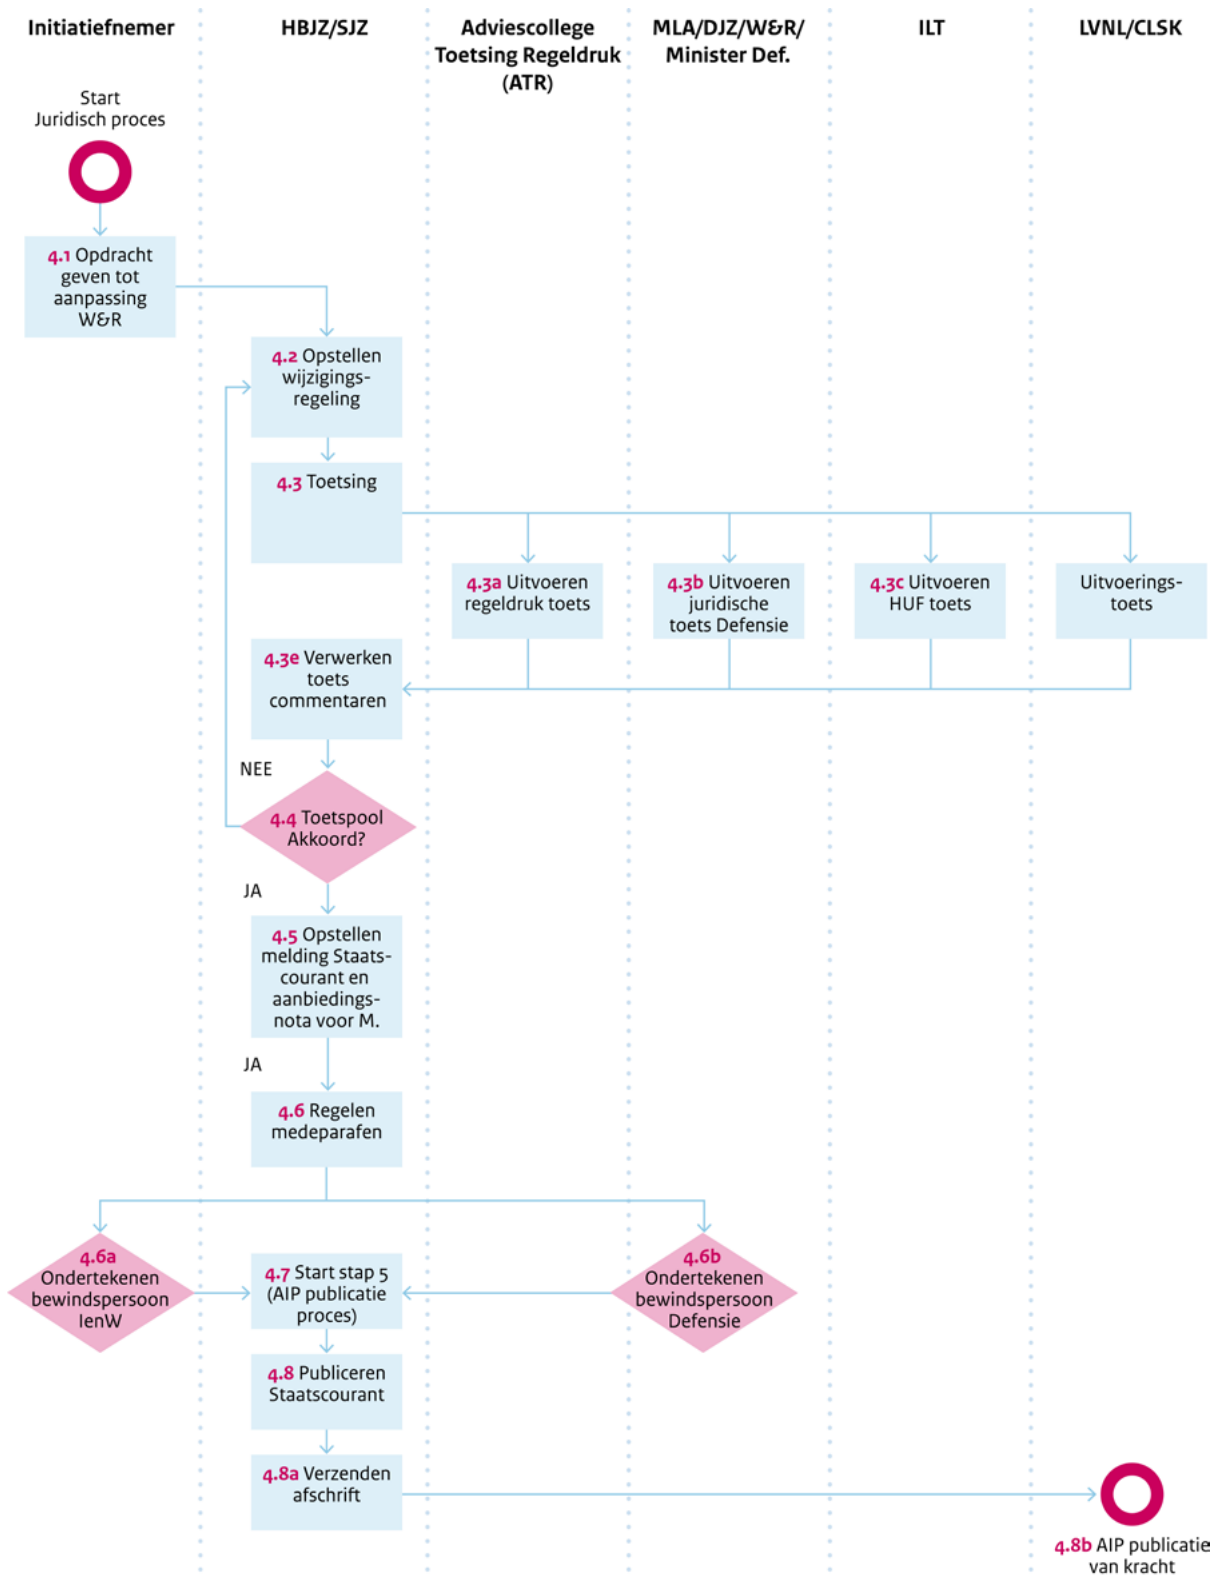 Initiatiefnemer
HBJZ/SJZ
Adviescollege
Toetsing Regeldruk
(ATR)
MLA/DJZ/W&R/
Minister Def.
ILT
LVNL/CLSK
Start
Juridisch proces
4.1 Opdracht
geven tot
aanpassing
W&R
4.2 Opstellen
wijzigings-
regeling
4.3 Toetsing
4.3a Uitvoeren
regeldruk toets
4.3b Uitvoeren
juridische
toets Defensie
4.3c Uitvoeren
HUF toets
Uitvoerings-
toets
4.3e Verwerken
toets
commentaren
NEE
4.4 Toetspool
Akkoord?
JA
4.5 Opstellen
melding Staats-
courant en
aanbiedings-
nota voor M.
JA
4.6 Regelen
medeparafen
4.6a
Ondertekenen
bewindspersoon
IenW
4.7 Start stap 5
(AIP publicatie
proces)
4.6b
Ondertekenen
bewindspersoon
Defensie
4.8 Publiceren
Staatscourant
4.8a Verzenden
afschrift
4.8b AIP publicatie
van kracht